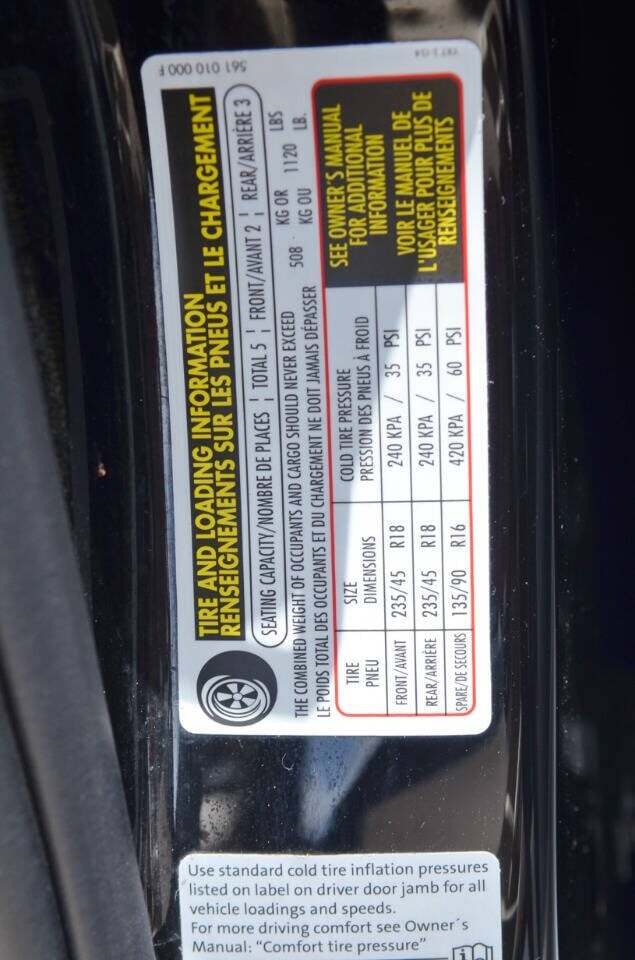 561 010 000 F
TIRE AND LOADING INFORMATION
RENSEIGNEMENTS SUR LES PNEUS ET LE CHARGEMENT
SEATING CAPACITY/NOMBRE DE PLACES ¦ TOTAL 5 ¦ FRONT/AVANT 2 ¦ REAR/ARRIÈRE 3
THE COMBINED WEIGHT OF OCCUPANTS AND CARGO SHOULD NEVER EXCEED 508 KG OR 1120 LBS
LE POIDS TOTAL DES OCCUPANTS ET DU CHARGEMENT NE DOIT JAMAIS DÉPASSER KG OU LB.
TIRE SIZE COLD TIRE PRESSURE
PNEU DIMENSIONS PRESSION DES PNEUS À FROID
FRONT/AVANT 235/45 R18 240 KPA / 35 PSI
REAR/ARRIÈRE 235/45 R18 240 KPA / 35 PSI
SPARE/DE SECOURS 135/90 R16 420 KPA / 60 PSI
SEE OWNER'S MANUAL
FOR ADDITIONAL
INFORMATION
VOIR LE MANUEL DE
L'USAGER POUR PLUS DE
RENSEIGNEMENTS
Use standard cold tire inflation pressures
listed on label on driver door jamb for all
vehicle loadings and speeds.
For more driving comfort see Owner´s
Manual: “Comfort tire pressure”